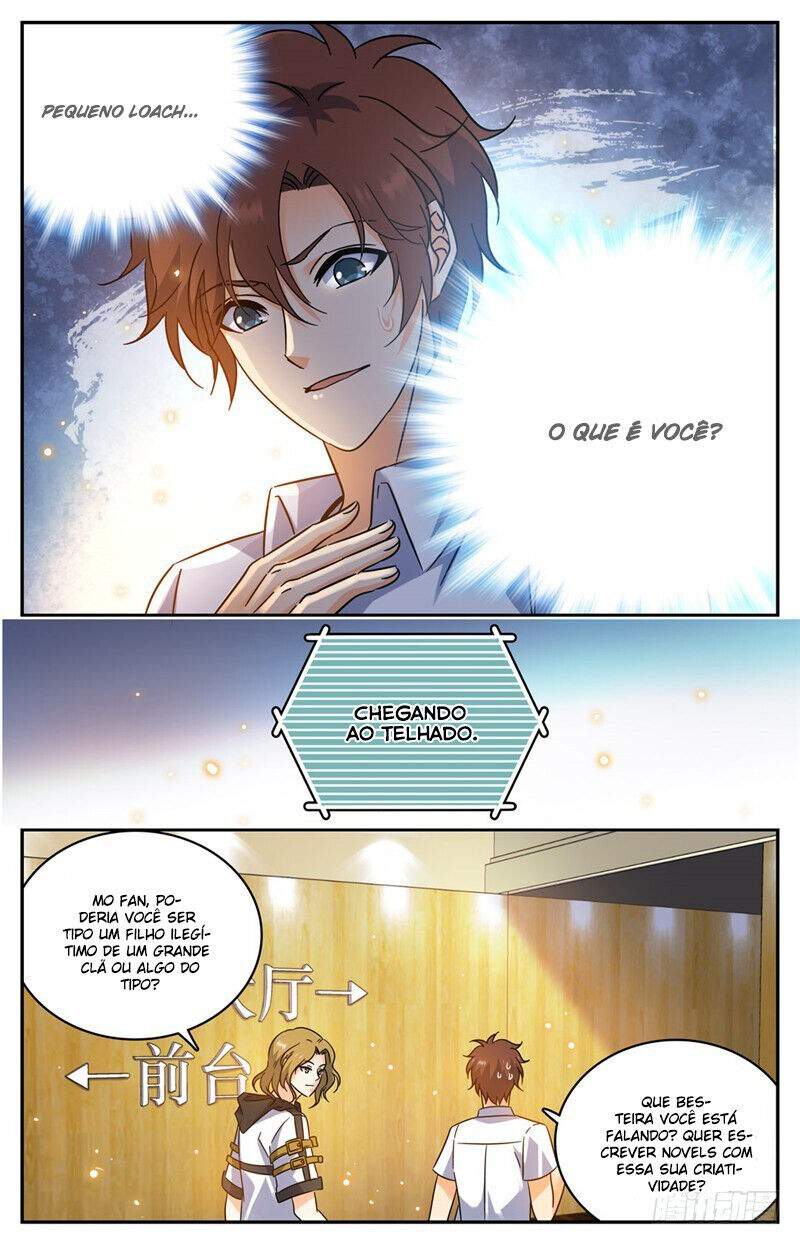 PEQUENO LOACH...
O QUE É VOCÊ?
CHEGANDO
AO TELHADO.
MO FAN, PO-
DERIA VOCÊ SER
TIPO UM FILHO ILEGÍ-
TIMO DE UM GRANDE
CLÃ OU ALGO DO
TIPO?
大厅→
←前台
QUE BES-
TEIRA VOCÊ ESTÁ
FALANDO? QUER ES-
CREVER NOVELS COM
ESSA SUA CRIATI-
VIDADE?